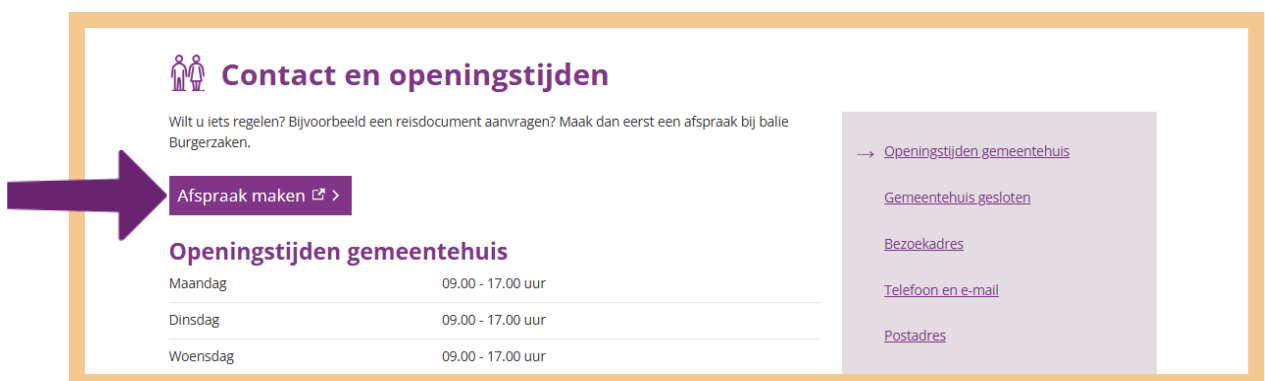 Contact en openingstijden
Wilt u iets regelen? Bijvoorbeeld een reisdocument aanvragen? Maak dan eerst een afspraak bij balie
Burgerzaken.
Afspraak maken
Openingstijden gemeentehuis
Maandag 09.00 - 17.00 uur
Dinsdag 09.00 - 17.00 uur
Woensdag 09.00 - 17.00 uur
→ Openingstijden gemeentehuis
Gemeentehuis gesloten
Bezoekadres
Telefoon en e-mail
Postadres